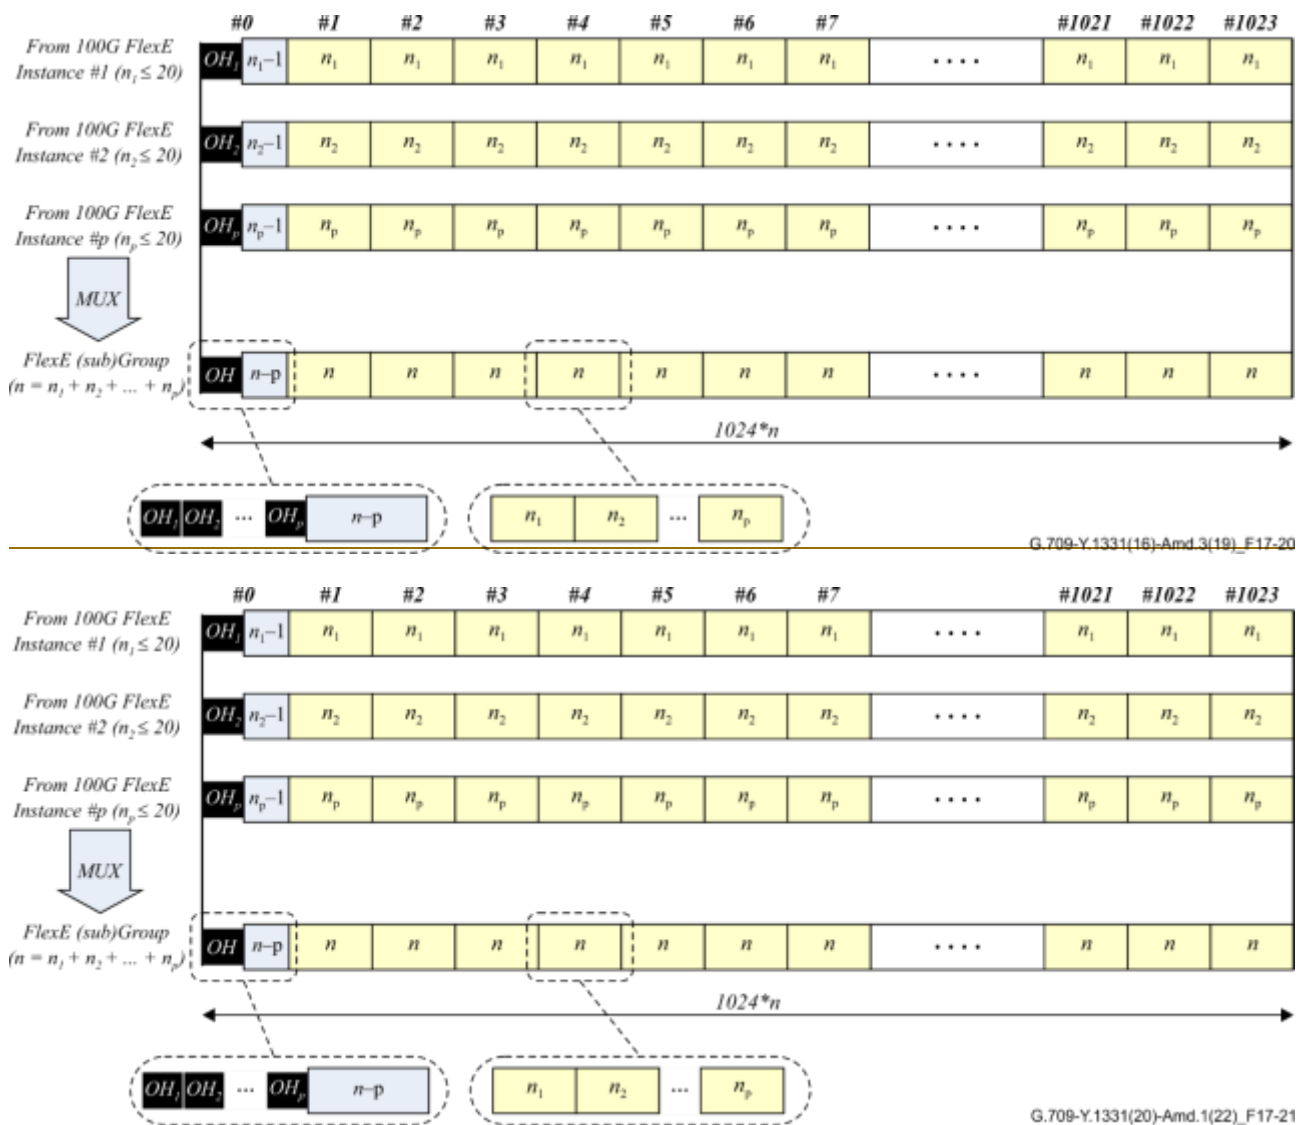 #0 #1 #2 #3 #4 #5 #6 #7 #1021 #1022 #1023
From 100G FlexE
Instance #1 (n₁ ≤ 20)
OH₁ n₁–1 n₁ n₁ n₁ n₁ n₁ n₁ n₁ .... n₁ n₁ n₁
From 100G FlexE
Instance #2 (n₂ ≤ 20)
OH₂ n₂–1 n₂ n₂ n₂ n₂ n₂ n₂ n₂ .... n₂ n₂ n₂
From 100G FlexE
Instance #p (nₚ ≤ 20)
OHₚ nₚ–1 nₚ nₚ nₚ nₚ nₚ nₚ nₚ .... nₚ nₚ nₚ
MUX
FlexE (sub)Group
(n = n₁ + n₂ + ... + nₚ)
OH n–p n n n n n n n .... n n n
1024*n
OH₁ OH₂ ... OHₚ n–p n₁ n₂ ... nₚ
G.709-Y.1331(16)-Amd.3(19)_F17-20
#0 #1 #2 #3 #4 #5 #6 #7 #1021 #1022 #1023
From 100G FlexE
Instance #1 (n₁ ≤ 20)
OH₁ n₁–1 n₁ n₁ n₁ n₁ n₁ n₁ n₁ .... n₁ n₁ n₁
From 100G FlexE
Instance #2 (n₂ ≤ 20)
OH₂ n₂–1 n₂ n₂ n₂ n₂ n₂ n₂ n₂ .... n₂ n₂ n₂
From 100G FlexE
Instance #p (nₚ ≤ 20)
OHₚ nₚ–1 nₚ nₚ nₚ nₚ nₚ nₚ nₚ .... nₚ nₚ nₚ
MUX
FlexE (sub)Group
(n = n₁ + n₂ + ... + nₚ)
OH n–p n n n n n n n .... n n n
1024*n
OH₁ OH₂ ... OHₚ n–p n₁ n₂ ... nₚ
G.709-Y.1331(20)-Amd.1(22)_F17-21